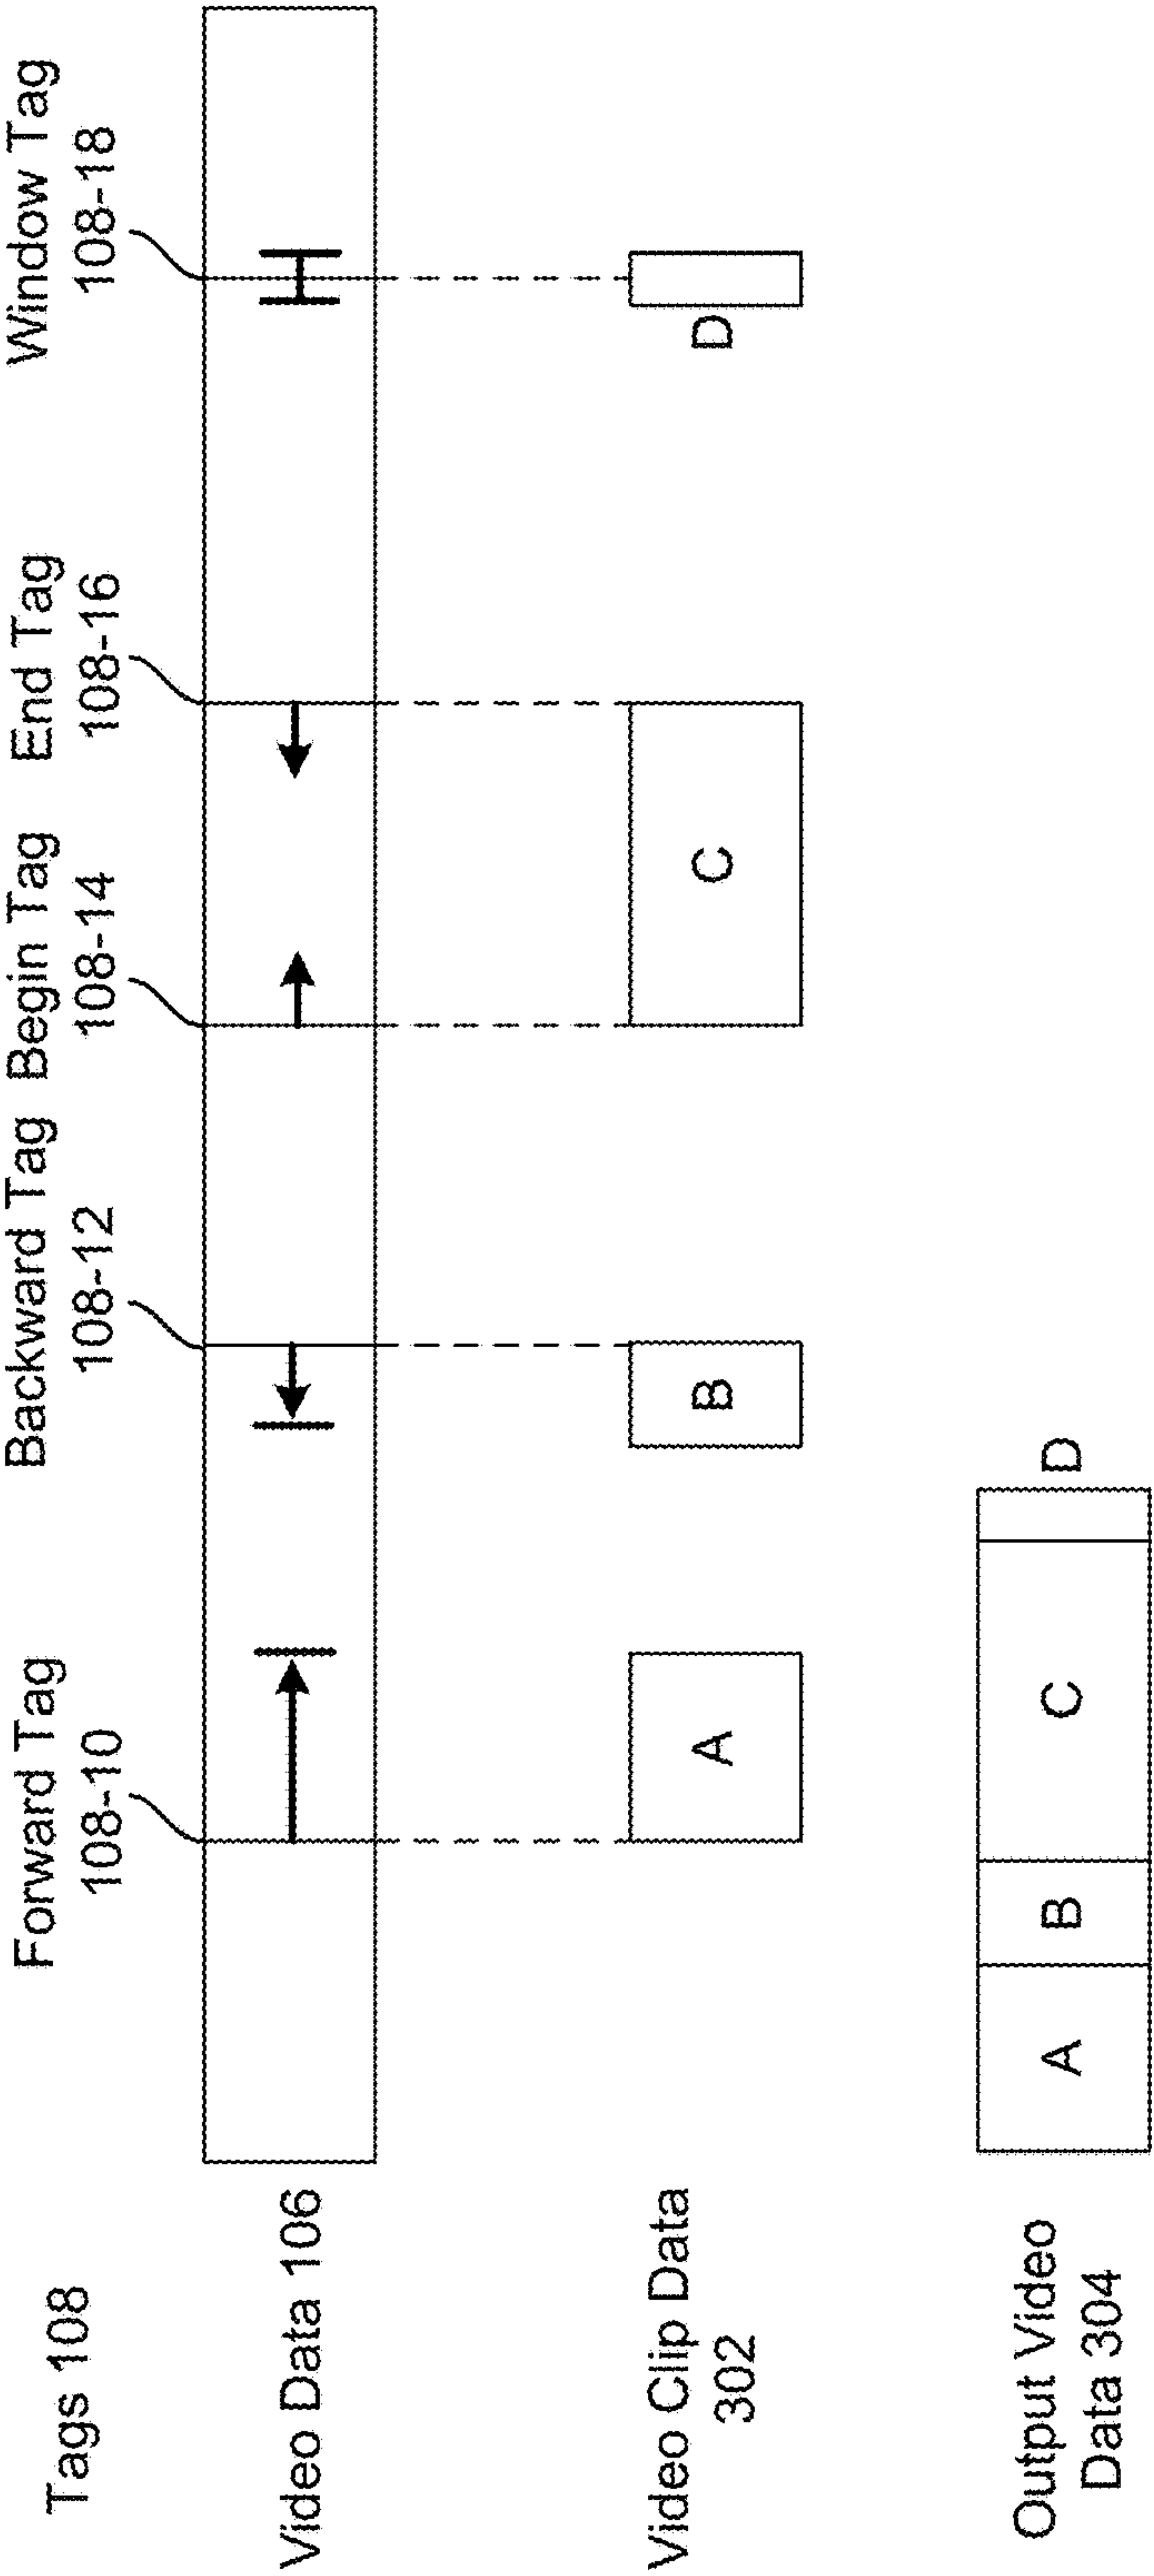 Tags 108
Forward Tag
108-10
Backward Tag
108-12
Begin Tag
108-14
End Tag
108-16
Window Tag
108-18
Video Data 106
Video Clip Data
302
A
B
C
D
Output Video
Data 304
A
B
C
D